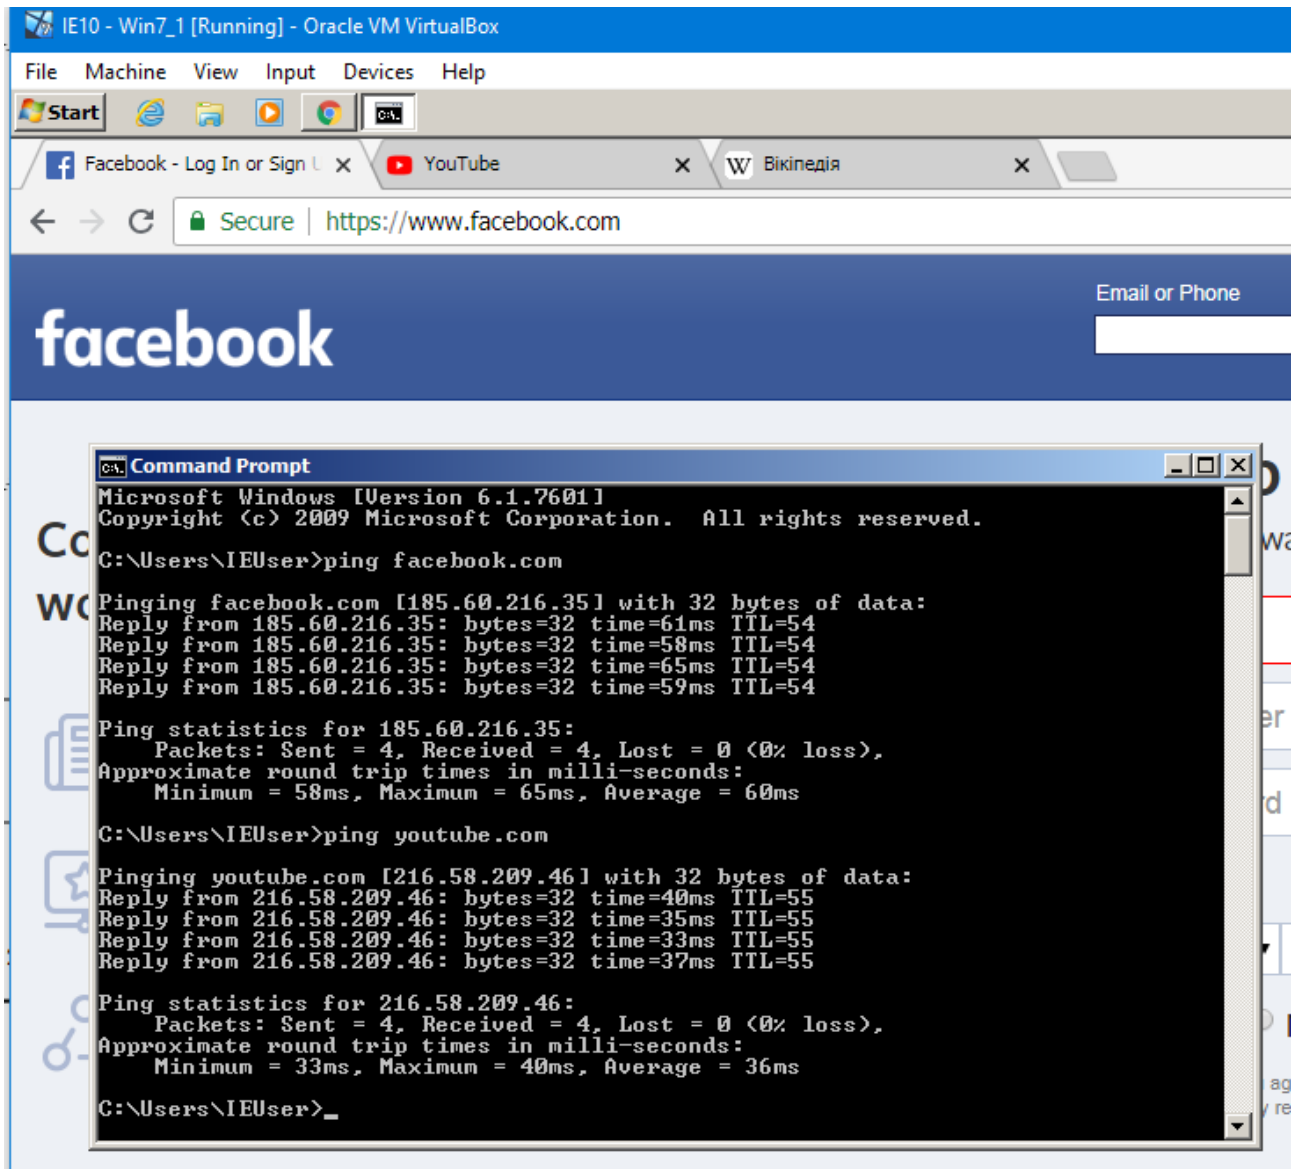 IE10 - Win7_1 [Running] - Oracle VM VirtualBox
File Machine View Input Devices Help
Start
Facebook - Log In or Sign U
YouTube
Вікіпедія
Secure | https://www.facebook.com
Email or Phone
facebook
Command Prompt
Microsoft Windows [Version 6.1.7601]
Copyright (c) 2009 Microsoft Corporation.  All rights reserved.
C:\Users\IEUser>ping facebook.com
Pinging facebook.com [185.60.216.35] with 32 bytes of data:
Reply from 185.60.216.35: bytes=32 time=61ms TTL=54
Reply from 185.60.216.35: bytes=32 time=58ms TTL=54
Reply from 185.60.216.35: bytes=32 time=65ms TTL=54
Reply from 185.60.216.35: bytes=32 time=59ms TTL=54
Ping statistics for 185.60.216.35:
    Packets: Sent = 4, Received = 4, Lost = 0 (0% loss),
Approximate round trip times in milli-seconds:
    Minimum = 58ms, Maximum = 65ms, Average = 60ms
C:\Users\IEUser>ping youtube.com
Pinging youtube.com [216.58.209.46] with 32 bytes of data:
Reply from 216.58.209.46: bytes=32 time=40ms TTL=55
Reply from 216.58.209.46: bytes=32 time=35ms TTL=55
Reply from 216.58.209.46: bytes=32 time=33ms TTL=55
Reply from 216.58.209.46: bytes=32 time=37ms TTL=55
Ping statistics for 216.58.209.46:
    Packets: Sent = 4, Received = 4, Lost = 0 (0% loss),
Approximate round trip times in milli-seconds:
    Minimum = 33ms, Maximum = 40ms, Average = 36ms
C:\Users\IEUser>_